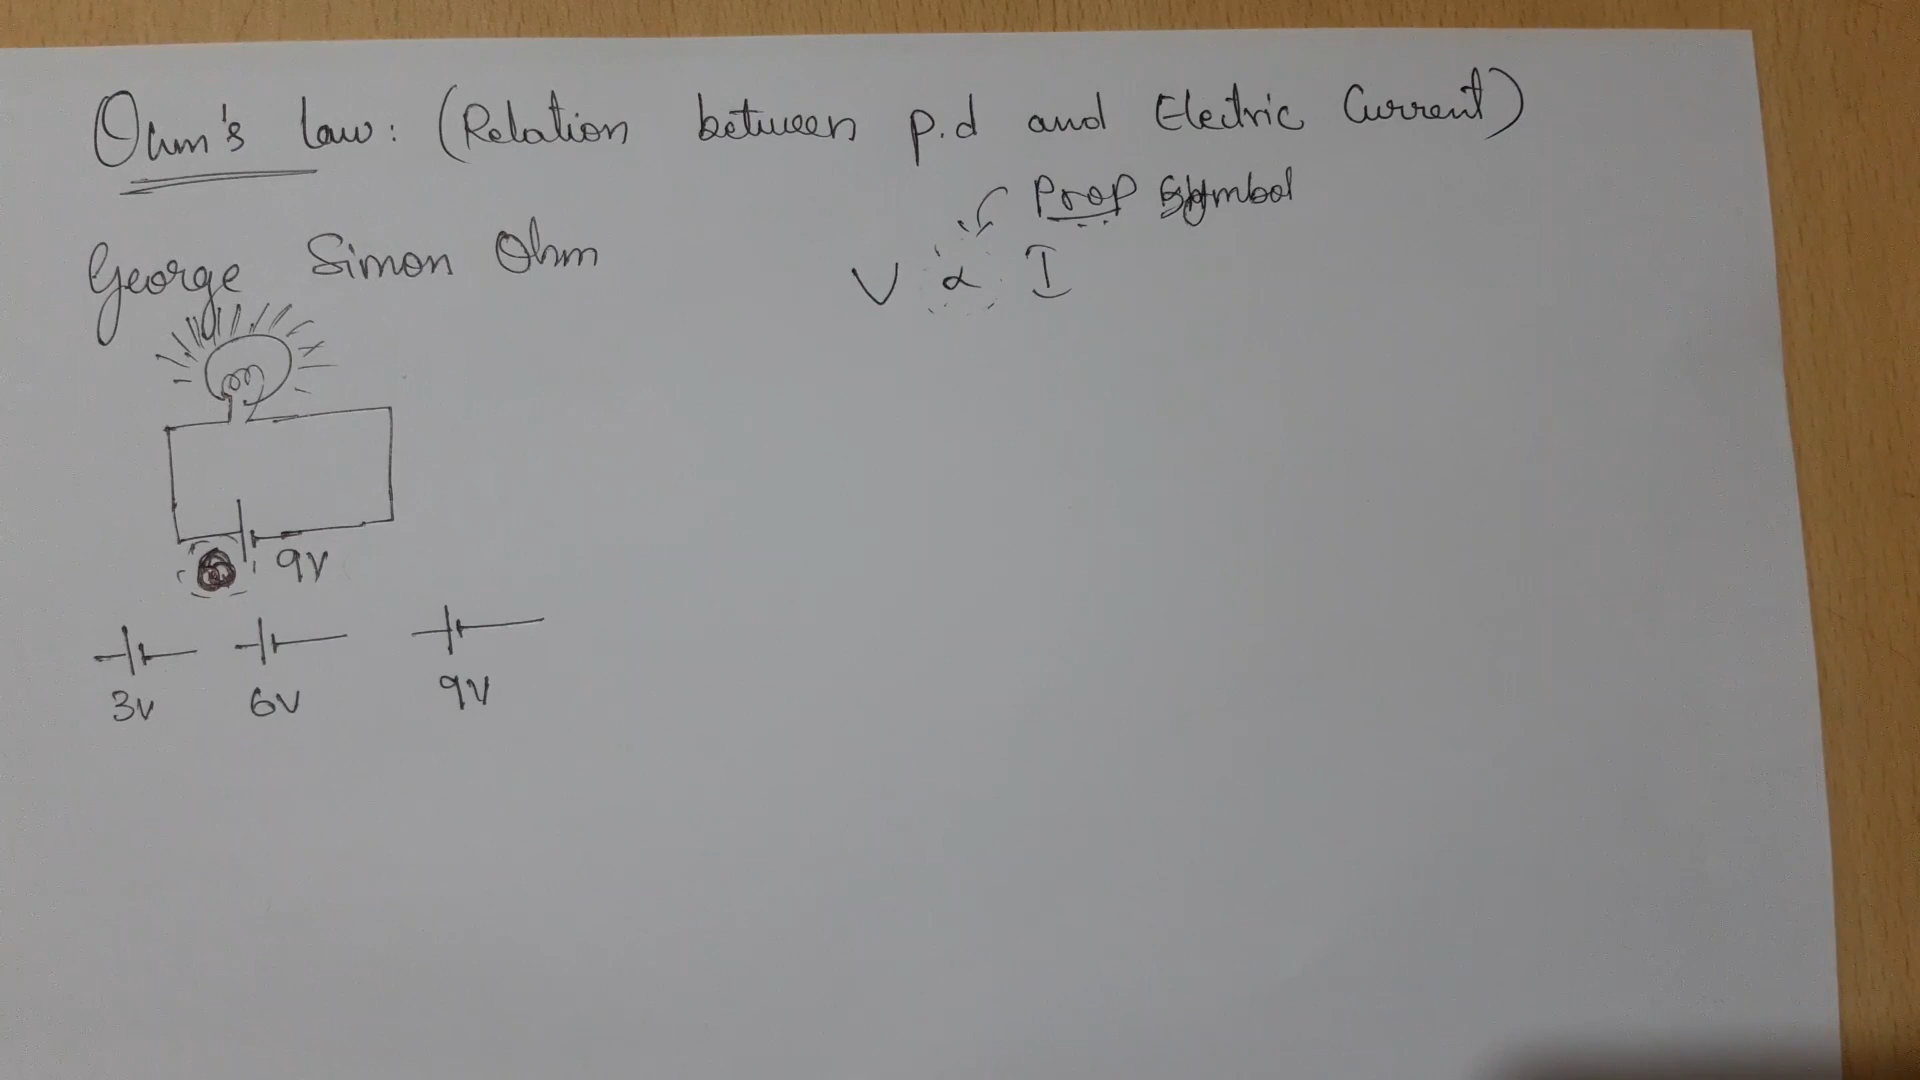 Ohm's Law: (Relation between p.d and Electric Current)
Prop Symbol
George Simon Ohm
V ∝ I
9V
3V 6V 9V